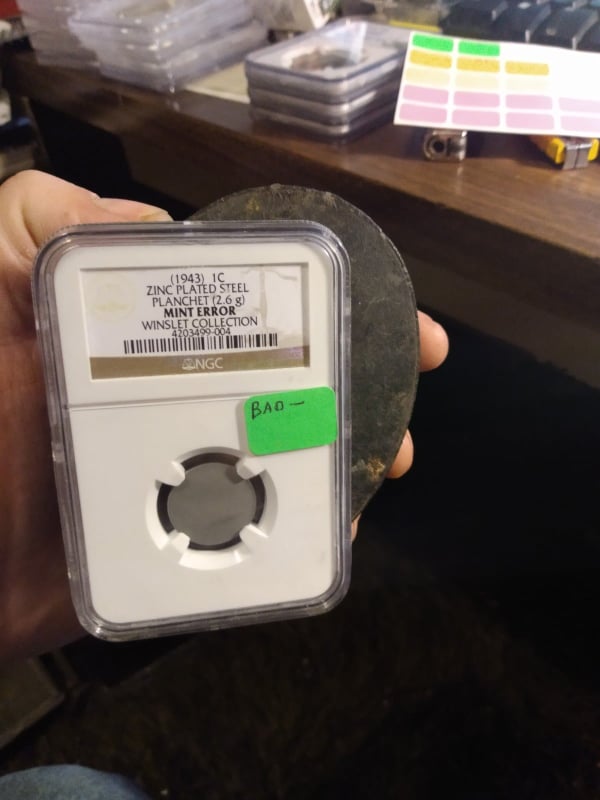 (1943) 1C
ZINC PLATED STEEL
PLANCHET (2.6 g)
MINT ERROR
WINSLET COLLECTION
4203499-004
NGC
BAD -